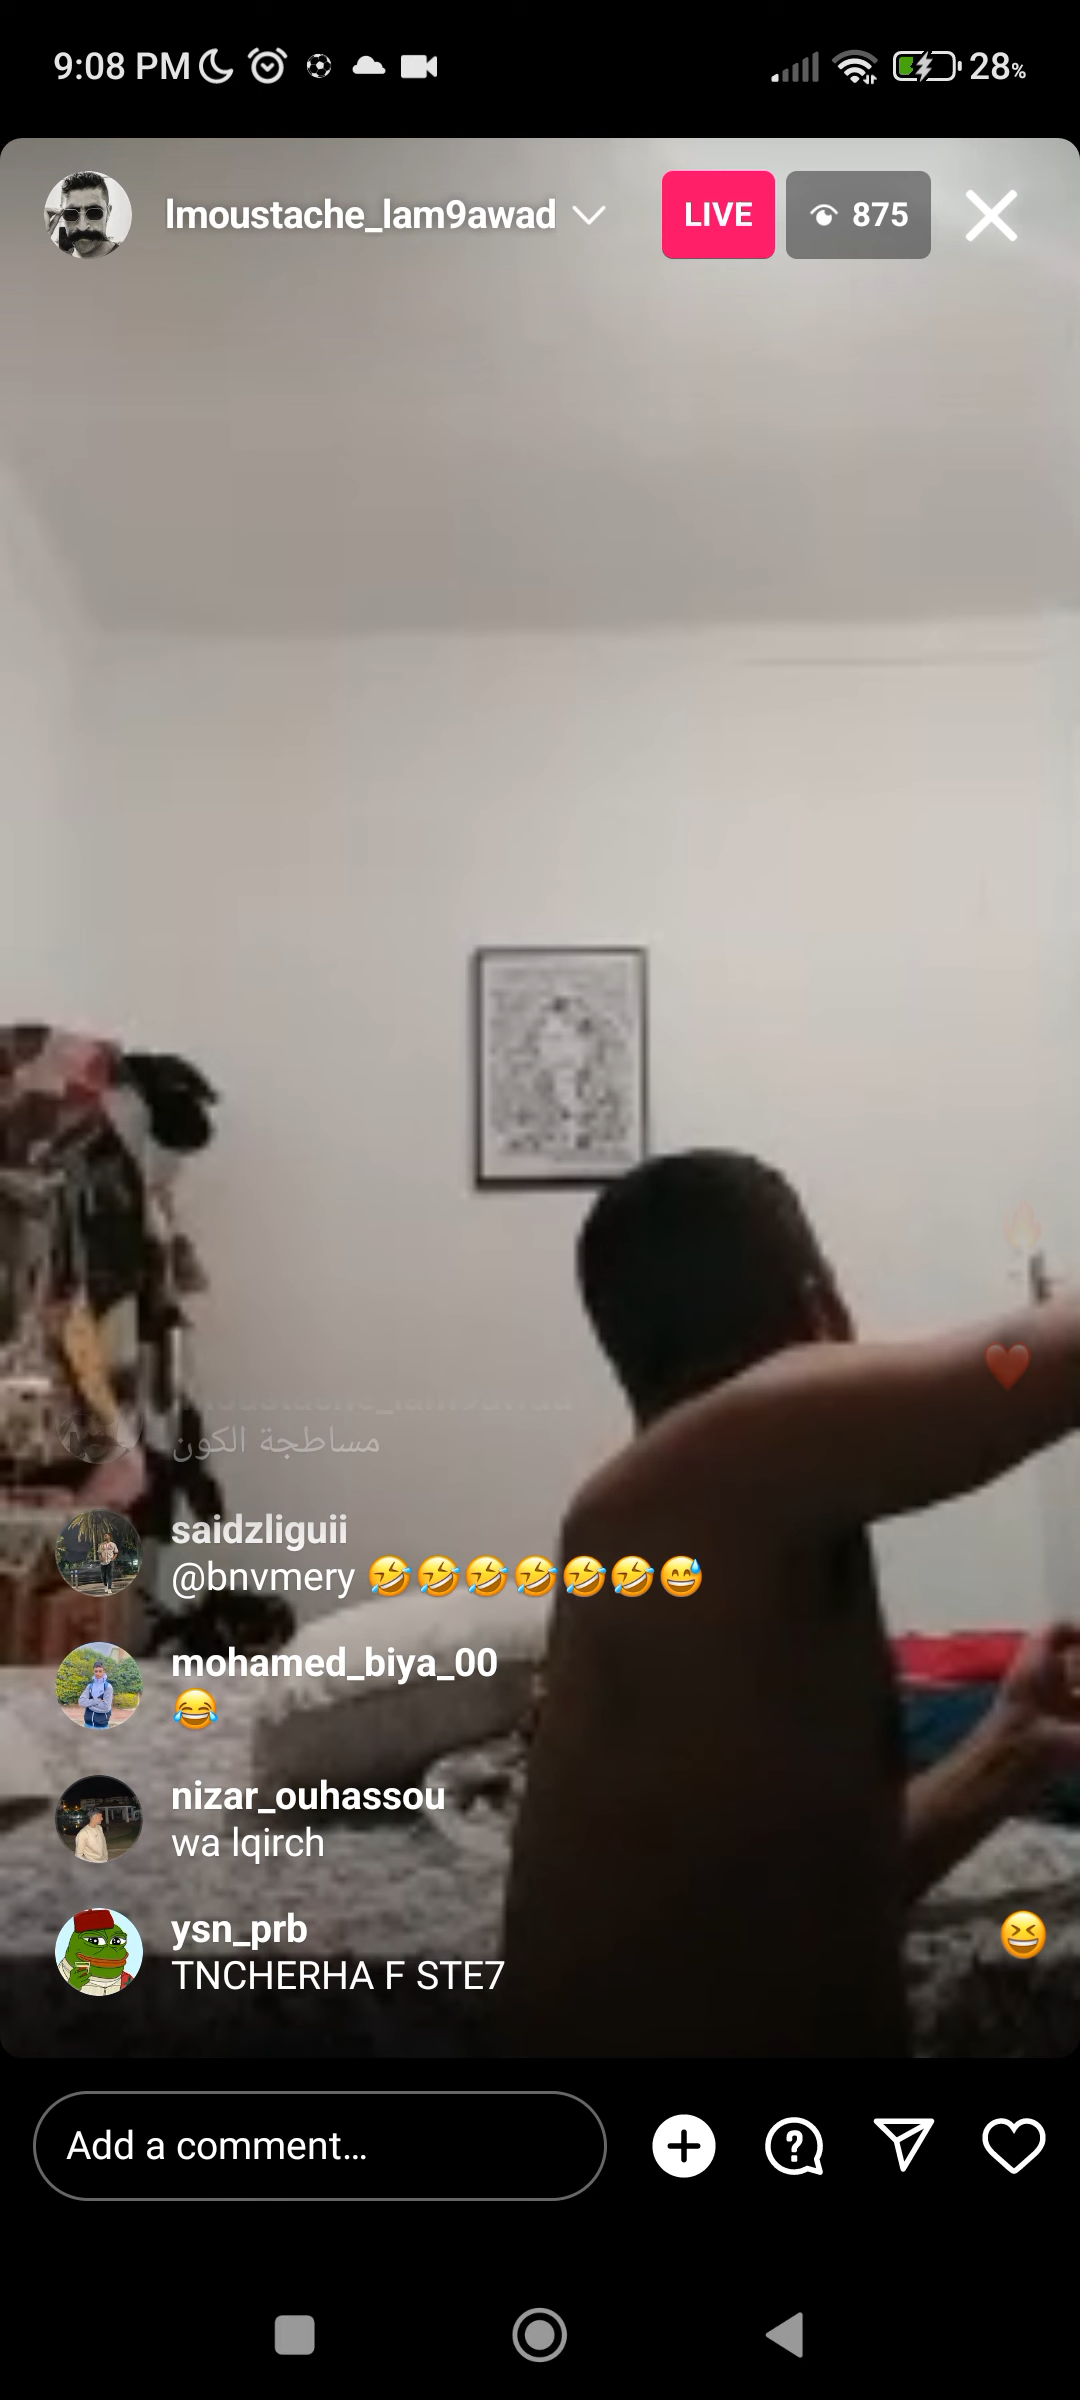 9:08 PM
28%
lmoustache_lam9awad
LIVE
875
مساطجة الكون
saidzliguii
@bnvmery 🤣🤣🤣🤣🤣🤣😅
mohamed_biya_00
😂
nizar_ouhassou
wa lqirch
ysn_prb
TNCHERHA F STE7
Add a comment...